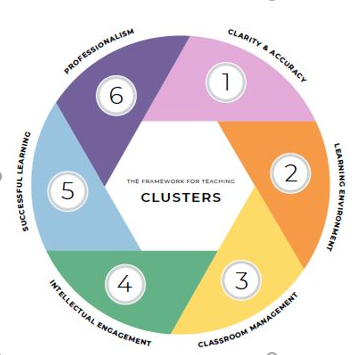 THE FRAMEWORK FOR TEACHING
CLUSTERS
1
CLARITY & ACCURACY
2
LEARNING ENVIRONMENT
3
CLASSROOM MANAGEMENT
4
INTELLECTUAL ENGAGEMENT
5
SUCCESSFUL LEARNING
6
PROFESSIONALISM